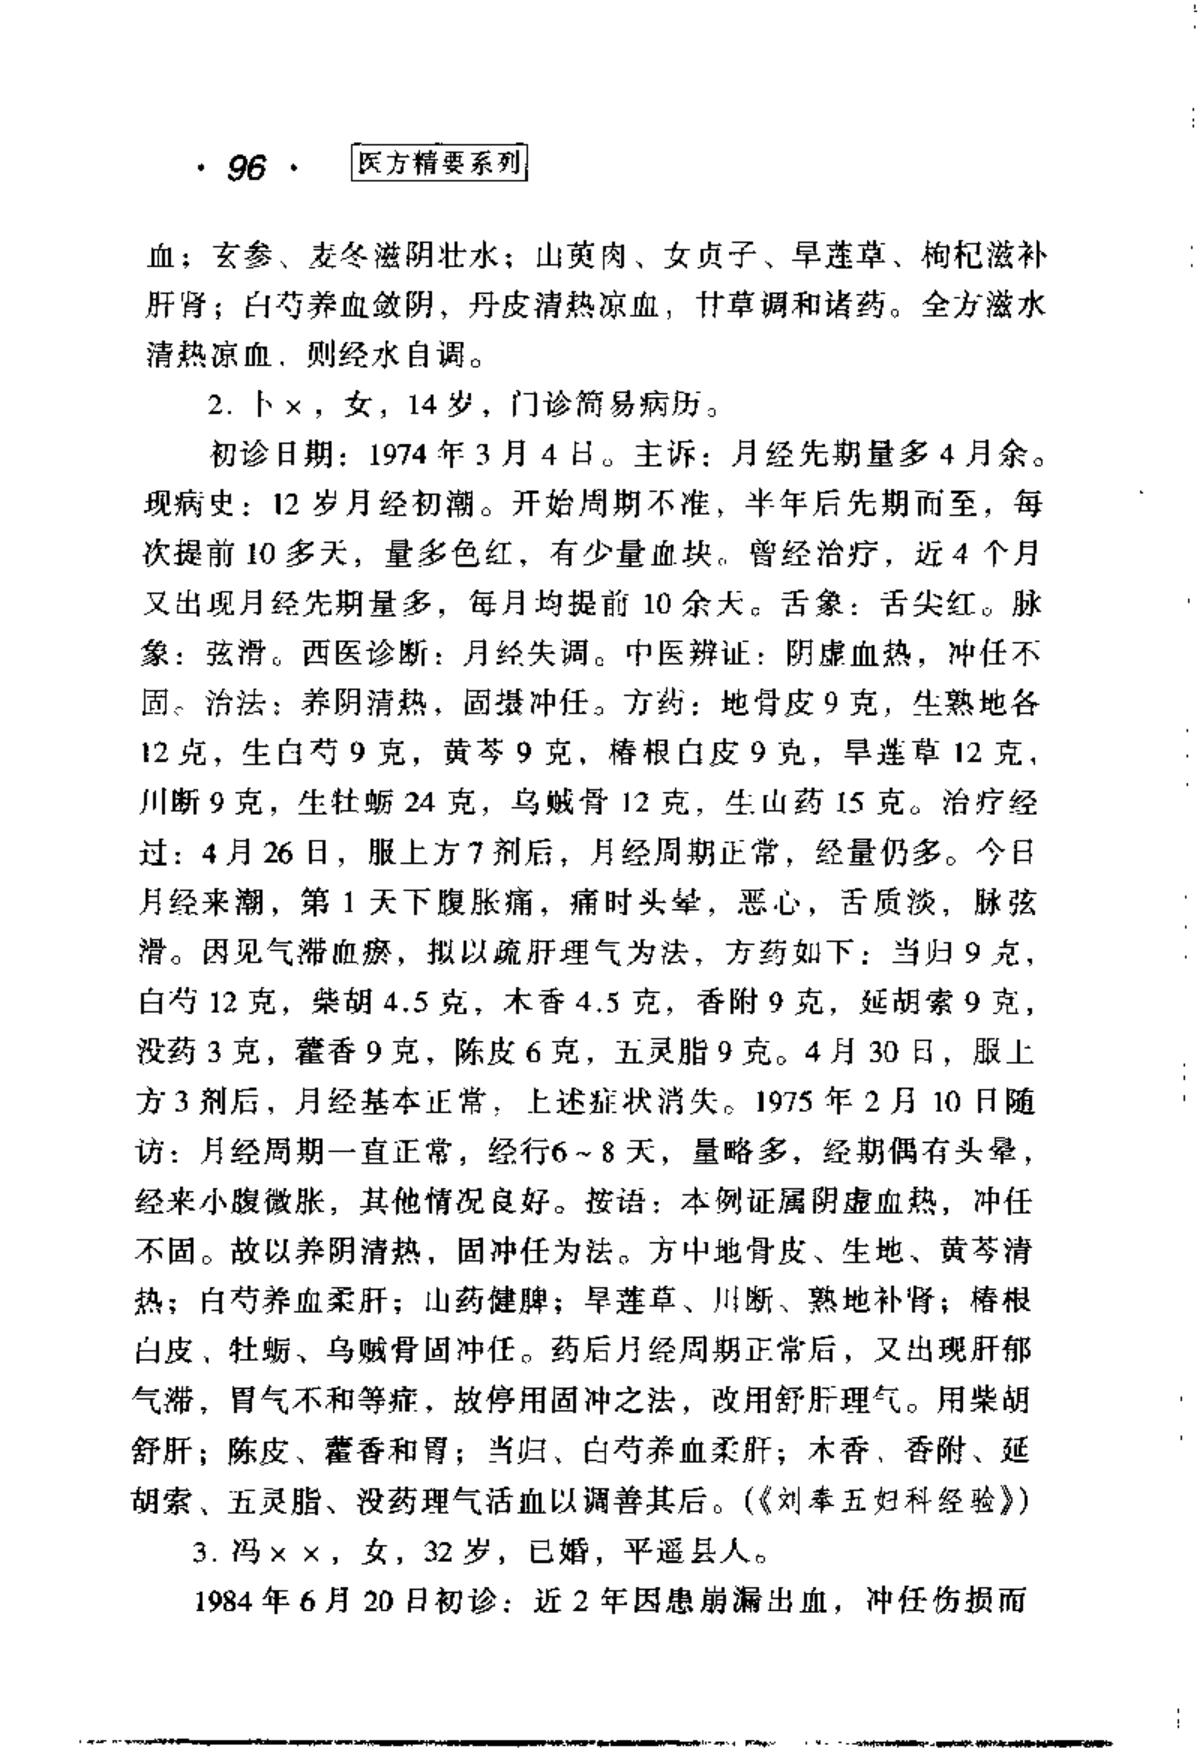 · 96 · 医方精要系列
血；玄参、麦冬滋阴壮水；山萸肉、女贞子、旱莲草、枸杞滋补
肝肾；白芍养血敛阴，丹皮清热凉血，甘草调和诸药。全方滋水
清热凉血，则经水自调。
2. 卜×，女，14岁，门诊简易病历。
初诊日期：1974年3月4日。主诉：月经先期量多4月余。
现病史：12岁月经初潮。开始周期不准，半年后先期而至，每
次提前10多天，量多色红，有少量血块。曾经治疗，近4个月
又出现月经先期量多，每月均提前10余天。舌象：舌尖红。脉
象：弦滑。西医诊断：月经失调。中医辨证：阴虚血热，冲任不
固。治法：养阴清热，固摄冲任。方药：地骨皮9克，生熟地各
12克，生白芍9克，黄芩9克，椿根白皮9克，旱莲草12克，
川断9克，生牡蛎24克，乌贼骨12克，生山药15克。治疗经
过：4月26日，服上方7剂后，月经周期正常，经量仍多。今日
月经来潮，第1天下腹胀痛，痛时头晕，恶心，舌质淡，脉弦
滑。因见气滞血瘀，拟以疏肝理气为法，方药如下：当归9克，
白芍12克，柴胡4.5克，木香4.5克，香附9克，延胡索9克，
没药3克，藿香9克，陈皮6克，五灵脂9克。4月30日，服上
方3剂后，月经基本正常，上述症状消失。1975年2月10日随
访：月经周期一直正常，经行6~8天，量略多，经期偶有头晕，
经来小腹微胀，其他情况良好。按语：本例证属阴虚血热，冲任
不固。故以养阴清热，固冲任为法。方中地骨皮、生地、黄芩清
热；白芍养血柔肝；山药健脾；旱莲草、川断、熟地补肾；椿根
白皮、牡蛎、乌贼骨固冲任。药后月经周期正常后，又出现肝郁
气滞，胃气不和等症，故停用固冲之法，改用舒肝理气。用柴胡
舒肝；陈皮、藿香和胃；当归、白芍养血柔肝；木香、香附、延
胡索、五灵脂、没药理气活血以调善其后。(《刘奉五妇科经验》)
3. 冯××，女，32岁，已婚，平遥县人。
1984年6月20日初诊：近2年因患崩漏出血，冲任伤损而